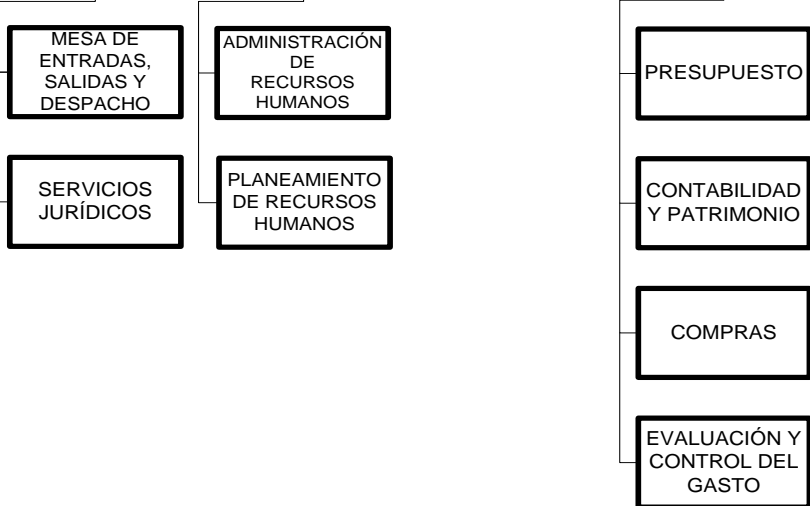 MESA DE
ENTRADAS,
SALIDAS Y
DESPACHO
SERVICIOS
JURÍDICOS
ADMINISTRACIÓN
DE
RECURSOS
HUMANOS
PLANEAMIENTO
DE RECURSOS
HUMANOS
PRESUPUESTO
CONTABILIDAD
Y PATRIMONIO
COMPRAS
EVALUACIÓN Y
CONTROL DEL
GASTO